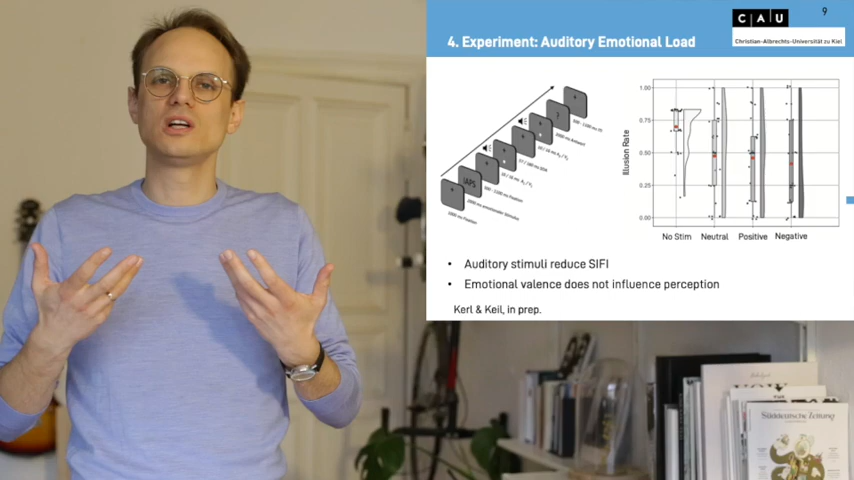 9
C A U
Christian-Albrechts-Universität zu Kiel
4. Experiment: Auditory Emotional Load
IAPS
1.00
0.75
0.50
0.25
0.00
Illusion Rate
No Stim
Neutral
Positive
Negative
• Auditory stimuli reduce SIFI
• Emotional valence does not influence perception
Kerl & Keil, in prep.
Süddeutsche Zeitung